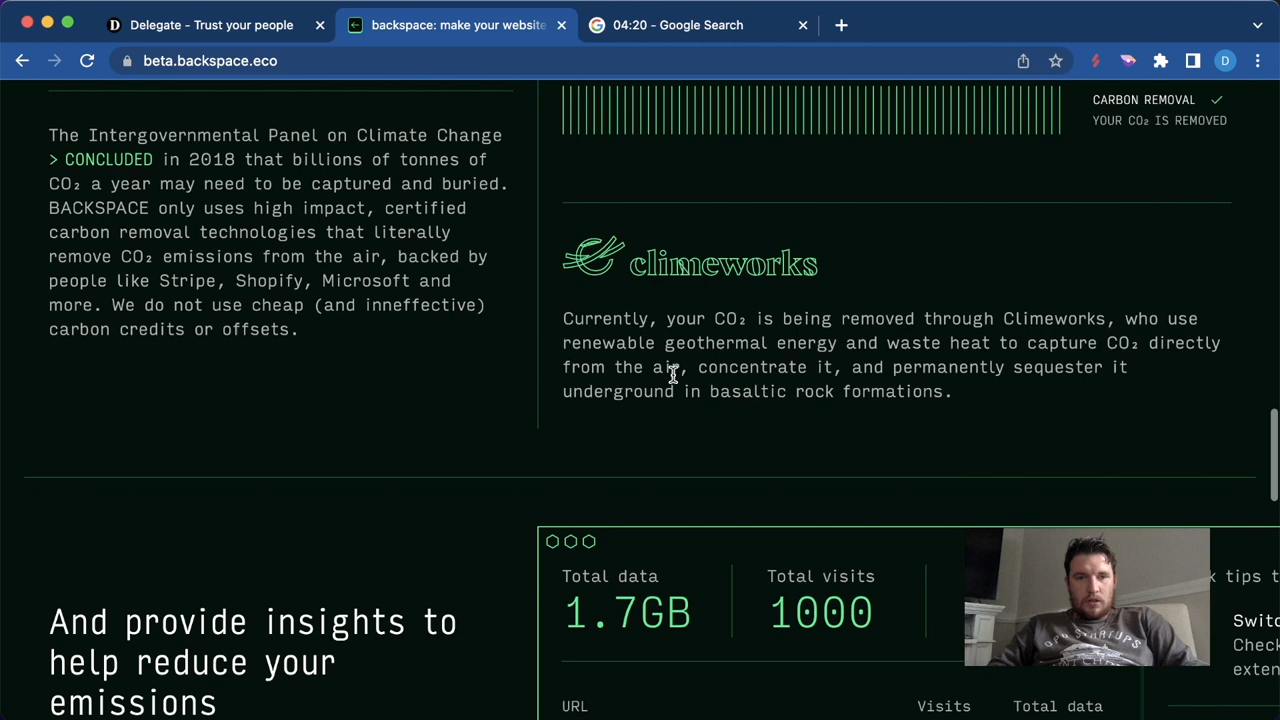 Delegate - Trust your people
backspace: make your website
04:20 - Google Search
beta.backspace.eco
D
The Intergovernmental Panel on Climate Change
> CONCLUDED in 2018 that billions of tonnes of
CO₂ a year may need to be captured and buried.
BACKSPACE only uses high impact, certified
carbon removal technologies that literally
remove CO₂ emissions from the air, backed by
people like Stripe, Shopify, Microsoft and
more. We do not use cheap (and inneffective)
carbon credits or offsets.
CARBON REMOVAL ✓
YOUR CO₂ IS REMOVED
climeworks
Currently, your CO₂ is being removed through Climeworks, who use
renewable geothermal energy and waste heat to capture CO₂ directly
from the air, concentrate it, and permanently sequester it
underground in basaltic rock formations.
And provide insights to
help reduce your
emissions
Total data
1.7GB
Total visits
1000
URL Visits Total data
tips
Check
STARTUPS